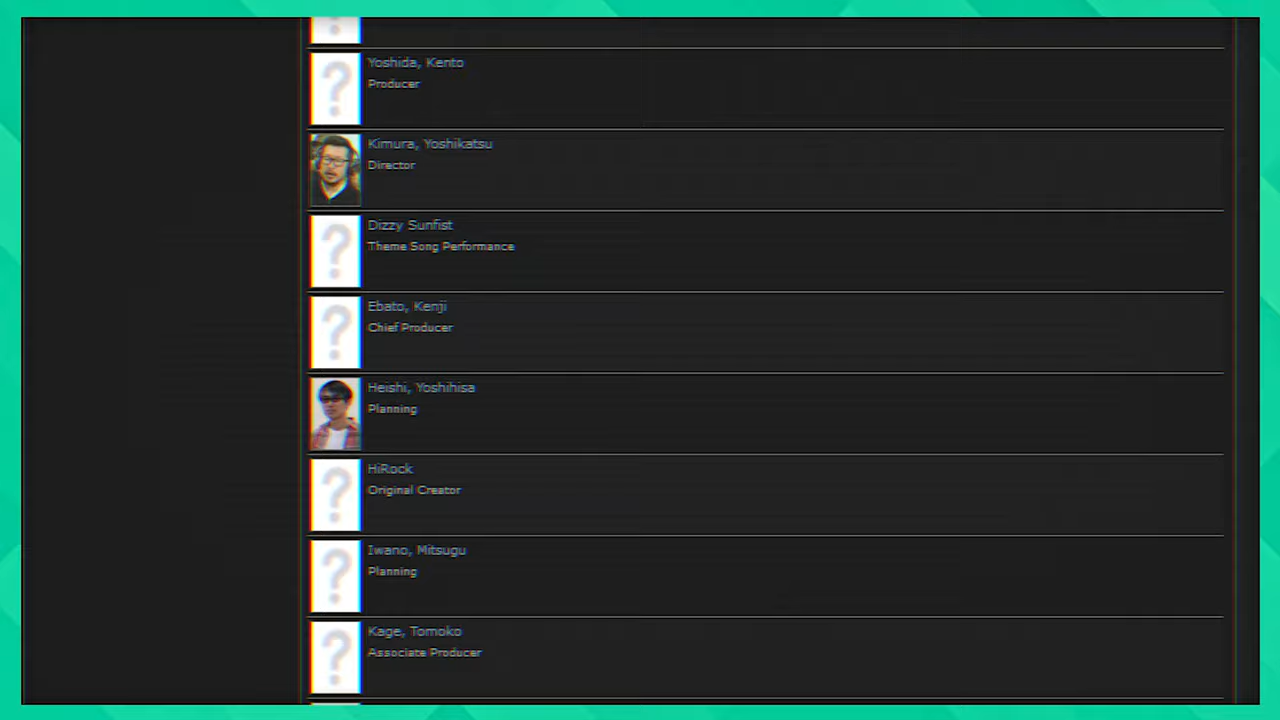 Yoshida, Kento
Producer
Kimura, Yoshikatsu
Director
Dizzy Sunfist
Theme Song Performance
Ebato, Kenji
Chief Producer
Heishi, Yoshihisa
Planning
HiRock
Original Creator
Iwano, Mitsugu
Planning
Kage, Tomoko
Associate Producer